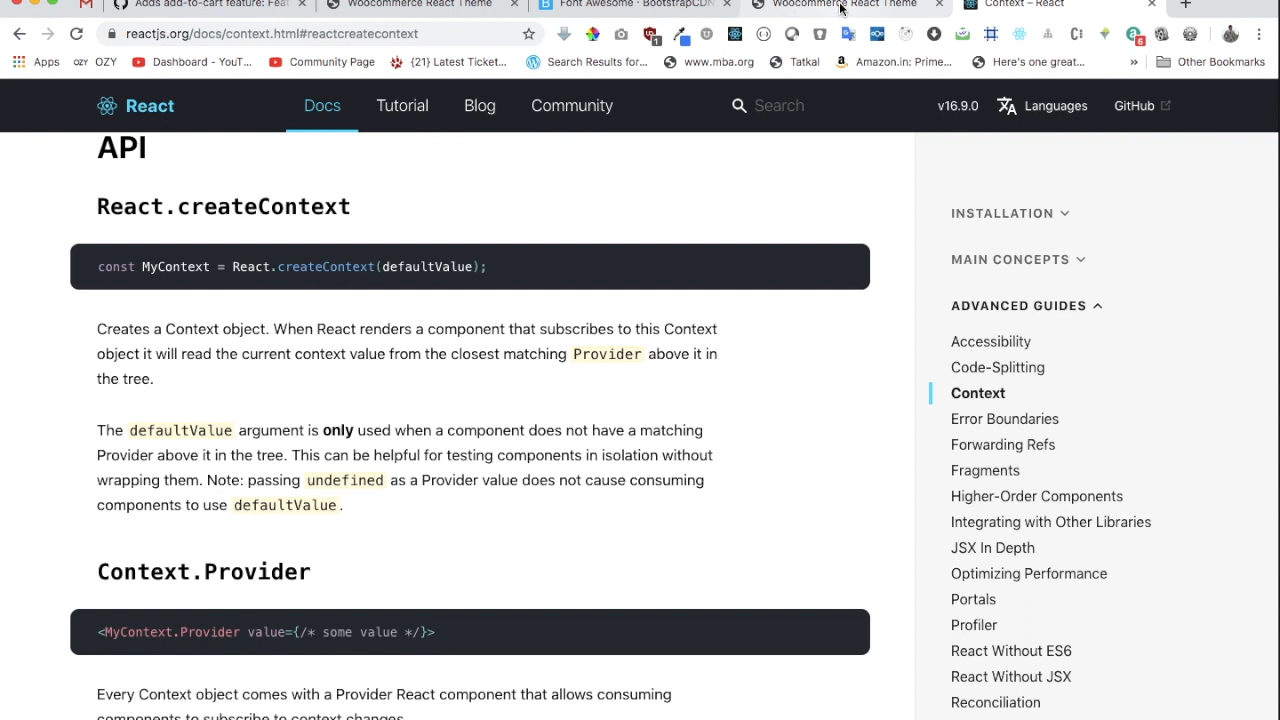 Adds add-to-cart feature: Feat
Woocommerce React Theme
Font Awesome · BootstrapCDN
Woocommerce React Theme
Context – React
reactjs.org/docs/context.html#reactcreatecontext
Apps
OZY OZY
Dashboard - YouT...
Community Page
{21} Latest Ticket...
Search Results for...
www.mba.org
Tatkal
Amazon.in: Prime...
Here's one great...
»
Other Bookmarks
React
Docs
Tutorial
Blog
Community
Search
v16.9.0
Languages
GitHub
API
React.createContext
const MyContext = React.createContext(defaultValue);
Creates a Context object. When React renders a component that subscribes to this Context
object it will read the current context value from the closest matching Provider above it in
the tree.
The defaultValue argument is only used when a component does not have a matching
Provider above it in the tree. This can be helpful for testing components in isolation without
wrapping them. Note: passing undefined as a Provider value does not cause consuming
components to use defaultValue.
Context.Provider
<MyContext.Provider value={/* some value */}>
Every Context object comes with a Provider React component that allows consuming
components to subscribe to context changes.
INSTALLATION
MAIN CONCEPTS
ADVANCED GUIDES
Accessibility
Code-Splitting
Context
Error Boundaries
Forwarding Refs
Fragments
Higher-Order Components
Integrating with Other Libraries
JSX In Depth
Optimizing Performance
Portals
Profiler
React Without ES6
React Without JSX
Reconciliation